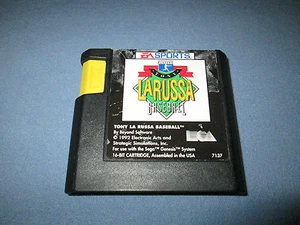 EA SPORTS
TONY
LARUSSA
BASEBALL
TONY LA RUSSA BASEBALL™
By Beyond Software
© 1992 Electronic Arts and
Strategic Simulations, Inc.
For use with the Sega™ Genesis™ System
16-BIT CARTRIDGE, Assembled in the USA 7137